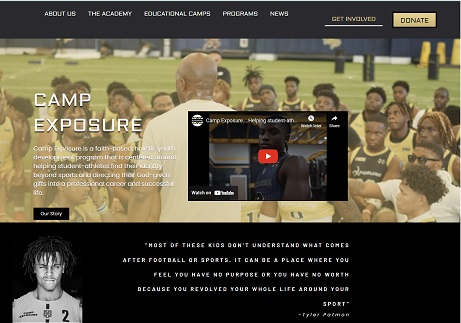 ABOUT US THE ACADEMY EDUCATIONAL CAMPS PROGRAMS NEWS GET INVOLVED DONATE
CAMP
EXPOSURE
Camp Exposure is a faith-based, holistic youth
development program that is centered around
helping student-athletes find their identity
beyond sports and directing their God-given
gifts into a professional career and successful
life.
Our Story
Camp Exposure... Helping student-ath...
Watch later Share
Watch on YouTube
"MOST OF THESE KIDS DON'T UNDERSTAND WHAT COMES
AFTER FOOTBALL OR SPORTS. IT CAN BE A PLACE WHERE YOU
FEEL YOU HAVE NO PURPOSE OR YOU HAVE NO WORTH
BECAUSE YOU REVOLVED YOUR WHOLE LIFE AROUND YOUR
SPORT"
~Tyler Patmon
CAMP
EXPOSURE
2